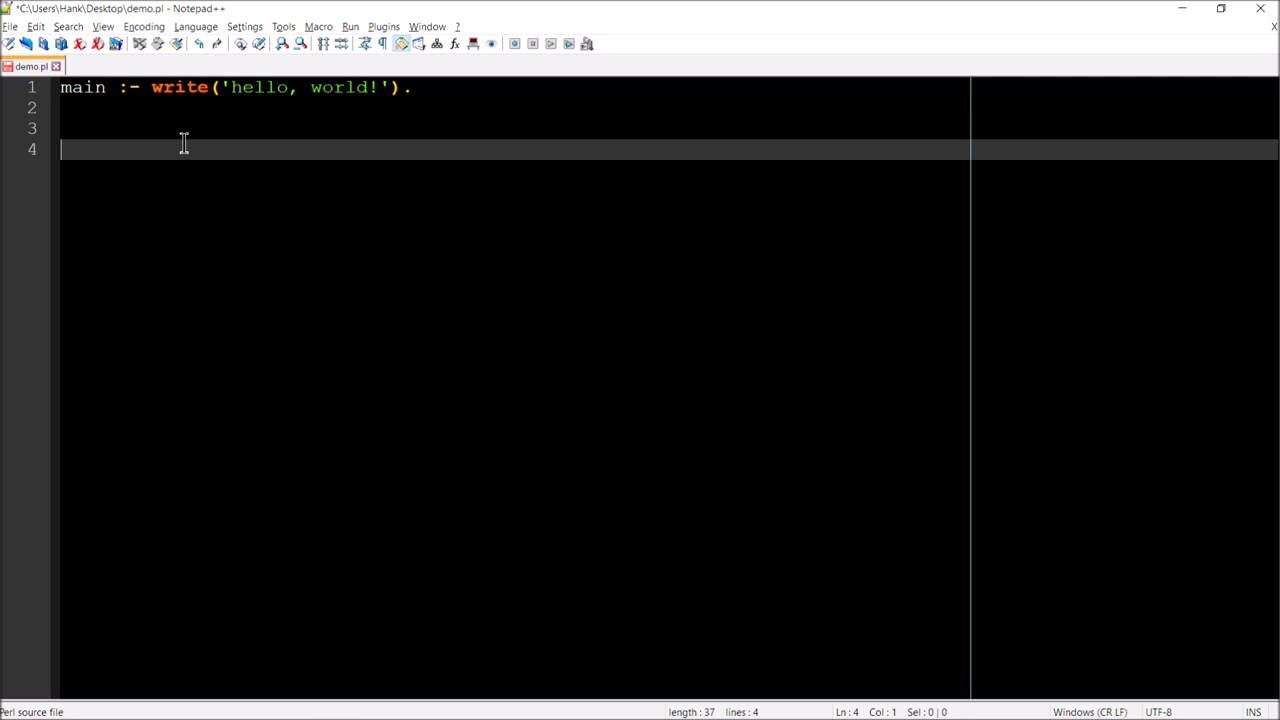 *C:\Users\Hank\Desktop\demo.pl - Notepad++
File Edit Search View Encoding Language Settings Tools Macro Run Plugins Window ? X
demo.pl
1 main :- write('hello, world!').
2
3
4
Perl source file length : 37 lines : 4 Ln : 4 Col : 1 Sel : 0 | 0 Windows (CR LF) UTF-8 INS